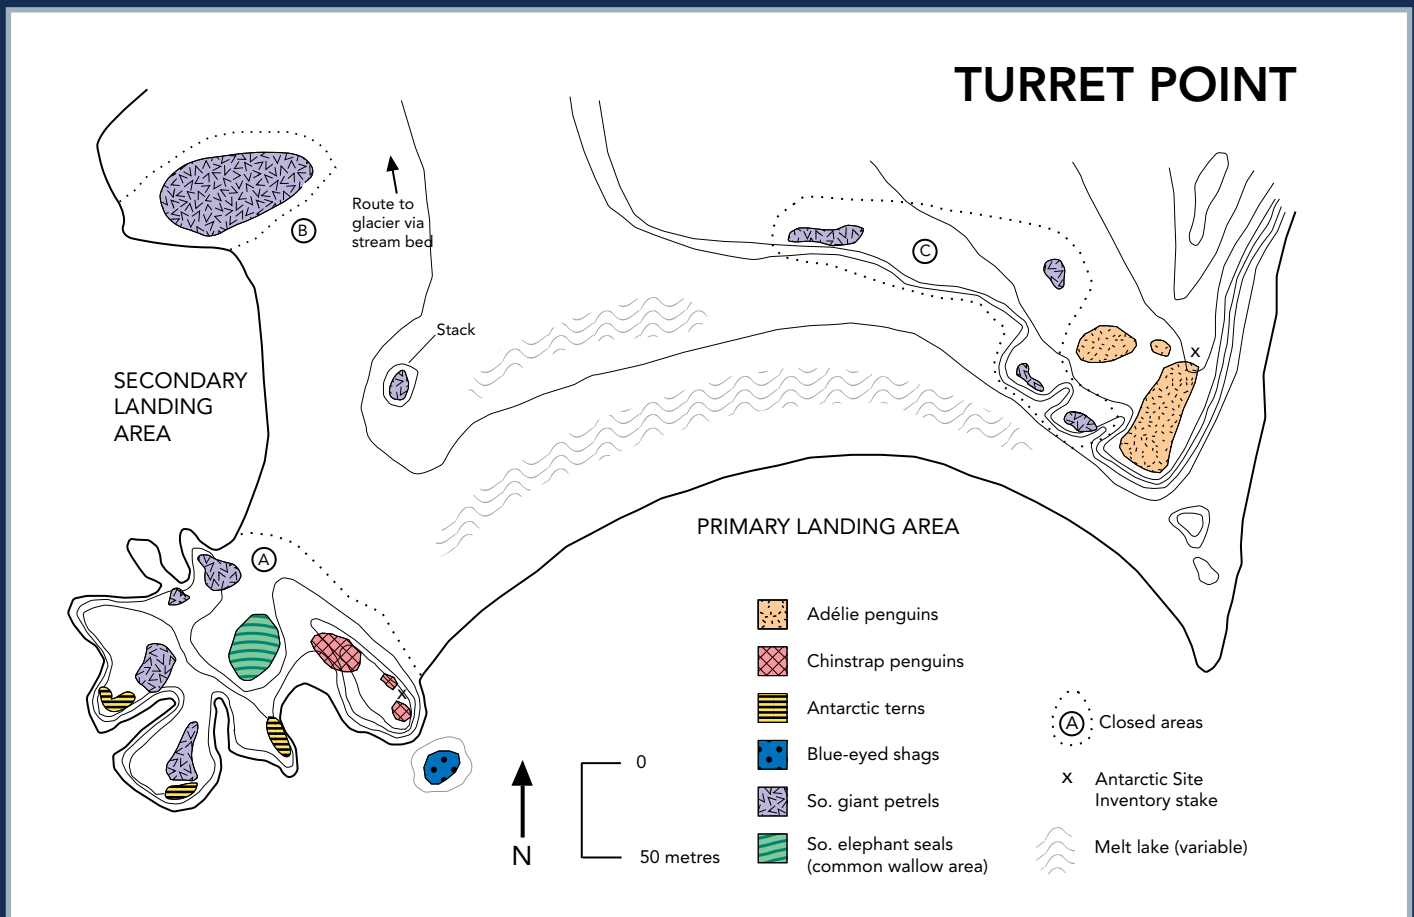 TURRET POINT
B
Route to
glacier via
stream bed
C
Stack
x
SECONDARY
LANDING
AREA
PRIMARY LANDING AREA
A
x
Adélie penguins
Chinstrap penguins
Antarctic terns
Blue-eyed shags
So. giant petrels
So. elephant seals
(common wallow area)
A Closed areas
x Antarctic Site
Inventory stake
Melt lake (variable)
0
50 metres
N